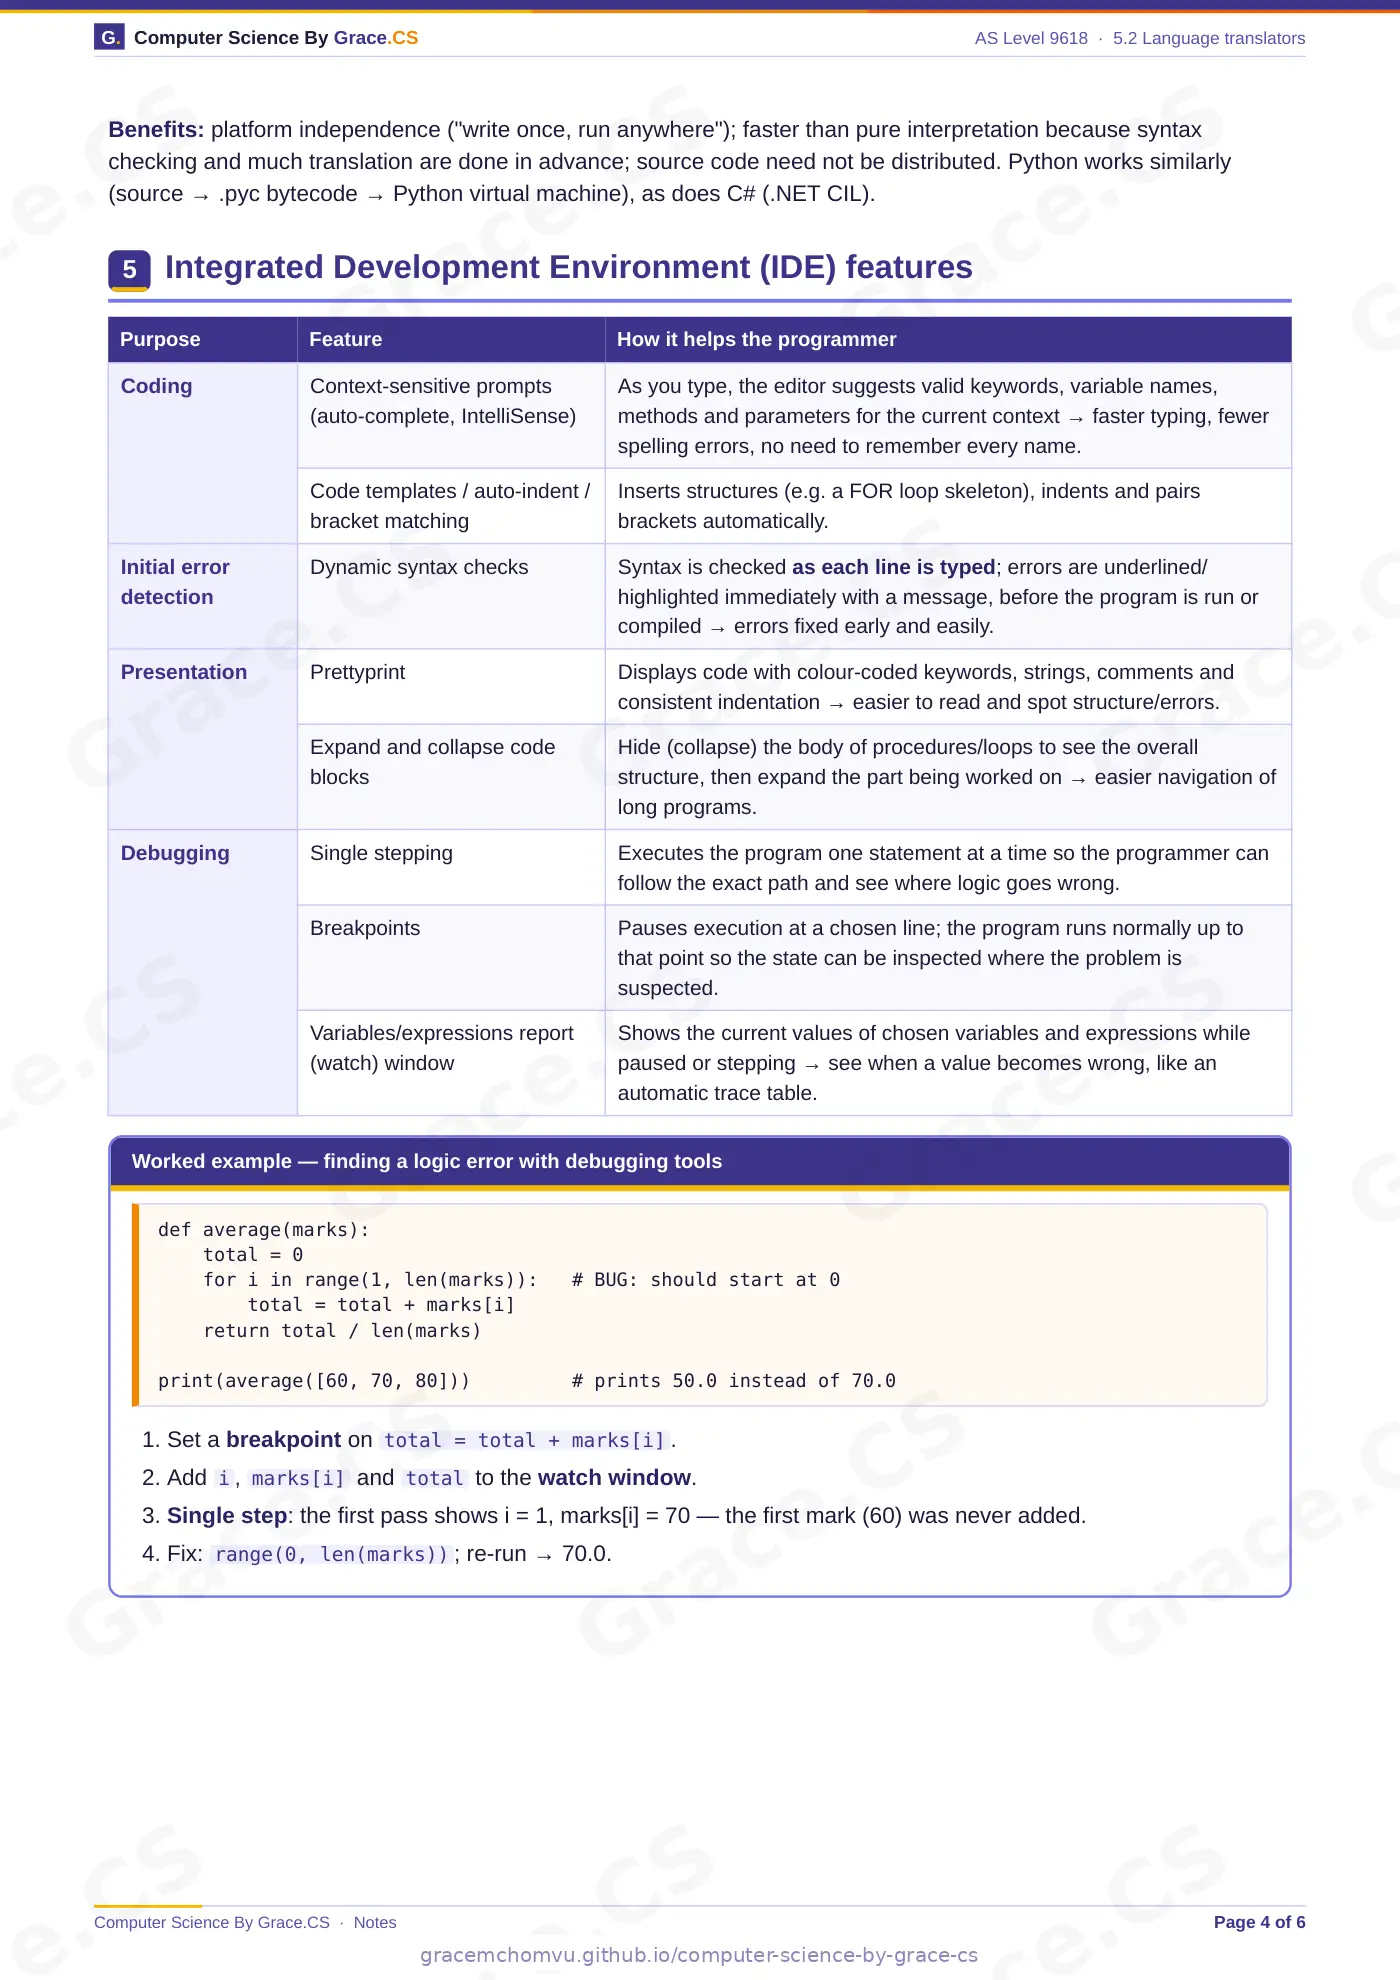 G. Computer Science By Grace.CS
AS Level 9618 · 5.2 Language translators
Benefits: platform independence ("write once, run anywhere"); faster than pure interpretation because syntax
checking and much translation are done in advance; source code need not be distributed. Python works similarly
(source → .pyc bytecode → Python virtual machine), as does C# (.NET CIL).
5 Integrated Development Environment (IDE) features
Purpose Feature How it helps the programmer
Coding
Context-sensitive prompts
(auto-complete, IntelliSense)
As you type, the editor suggests valid keywords, variable names,
methods and parameters for the current context → faster typing, fewer
spelling errors, no need to remember every name.
Code templates / auto-indent /
bracket matching
Inserts structures (e.g. a FOR loop skeleton), indents and pairs
brackets automatically.
Initial error
detection
Dynamic syntax checks
Syntax is checked as each line is typed; errors are underlined/
highlighted immediately with a message, before the program is run or
compiled → errors fixed early and easily.
Presentation
Prettyprint
Displays code with colour-coded keywords, strings, comments and
consistent indentation → easier to read and spot structure/errors.
Expand and collapse code
blocks
Hide (collapse) the body of procedures/loops to see the overall
structure, then expand the part being worked on → easier navigation of
long programs.
Debugging
Single stepping
Executes the program one statement at a time so the programmer can
follow the exact path and see where logic goes wrong.
Breakpoints
Pauses execution at a chosen line; the program runs normally up to
that point so the state can be inspected where the problem is
suspected.
Variables/expressions report
(watch) window
Shows the current values of chosen variables and expressions while
paused or stepping → see when a value becomes wrong, like an
automatic trace table.
Worked example — finding a logic error with debugging tools
def average(marks):
    total = 0
    for i in range(1, len(marks)):   # BUG: should start at 0
        total = total + marks[i]
    return total / len(marks)
print(average([60, 70, 80]))         # prints 50.0 instead of 70.0
1. Set a breakpoint on total = total + marks[i].
2. Add i, marks[i] and total to the watch window.
3. Single step: the first pass shows i = 1, marks[i] = 70 — the first mark (60) was never added.
4. Fix: range(0, len(marks)); re-run → 70.0.
Computer Science By Grace.CS · Notes
Page 4 of 6
gracemchomvu.github.io/computer-science-by-grace-cs